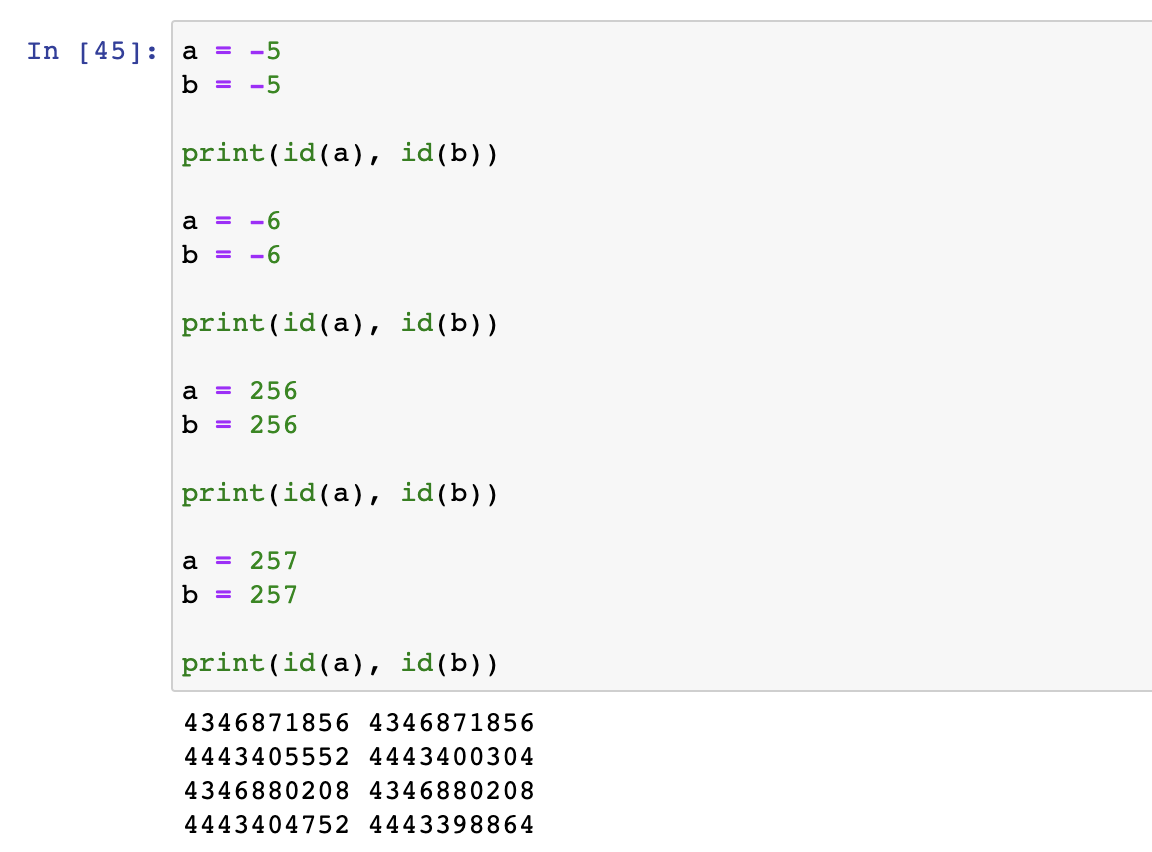 In [45]: a = -5
b = -5
print(id(a), id(b))
a = -6
b = -6
print(id(a), id(b))
a = 256
b = 256
print(id(a), id(b))
a = 257
b = 257
print(id(a), id(b))
4346871856 4346871856
4443405552 4443400304
4346880208 4346880208
4443404752 4443398864